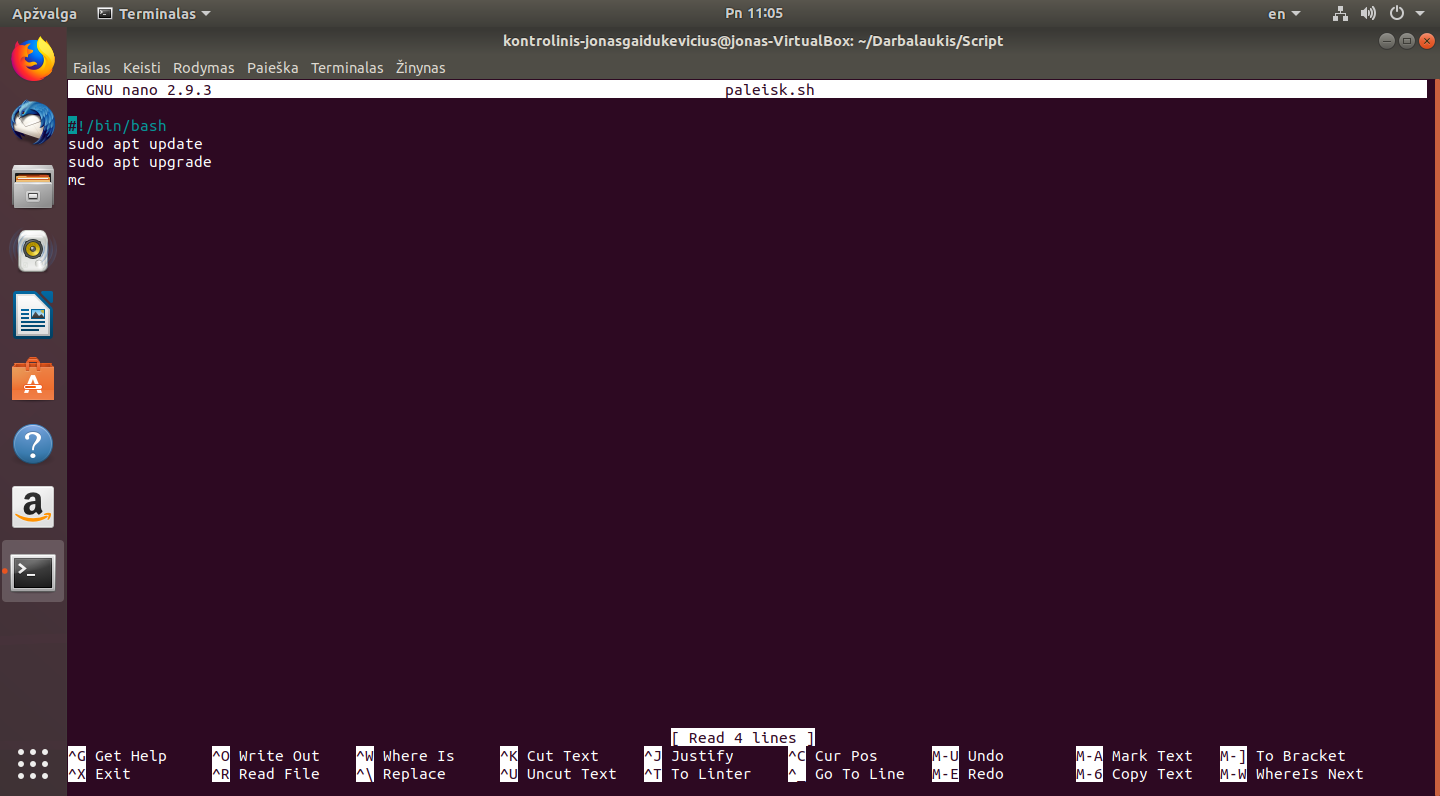 Apžvalga Terminalas Pn 11:05 en
kontrolinis-jonasgaidukevicius@jonas-VirtualBox: ~/Darbalaukis/Script
Failas Keisti Rodymas Paieška Terminalas Žinynas
GNU nano 2.9.3 paleisk.sh
#!/bin/bash
sudo apt update
sudo apt upgrade
mc
[ Read 4 lines ]
^G Get Help ^O Write Out ^W Where Is ^K Cut Text ^J Justify ^C Cur Pos M-U Undo M-A Mark Text M-] To Bracket
^X Exit ^R Read File ^\ Replace ^U Uncut Text ^T To Linter ^_ Go To Line M-E Redo M-6 Copy Text M-W WhereIs Next